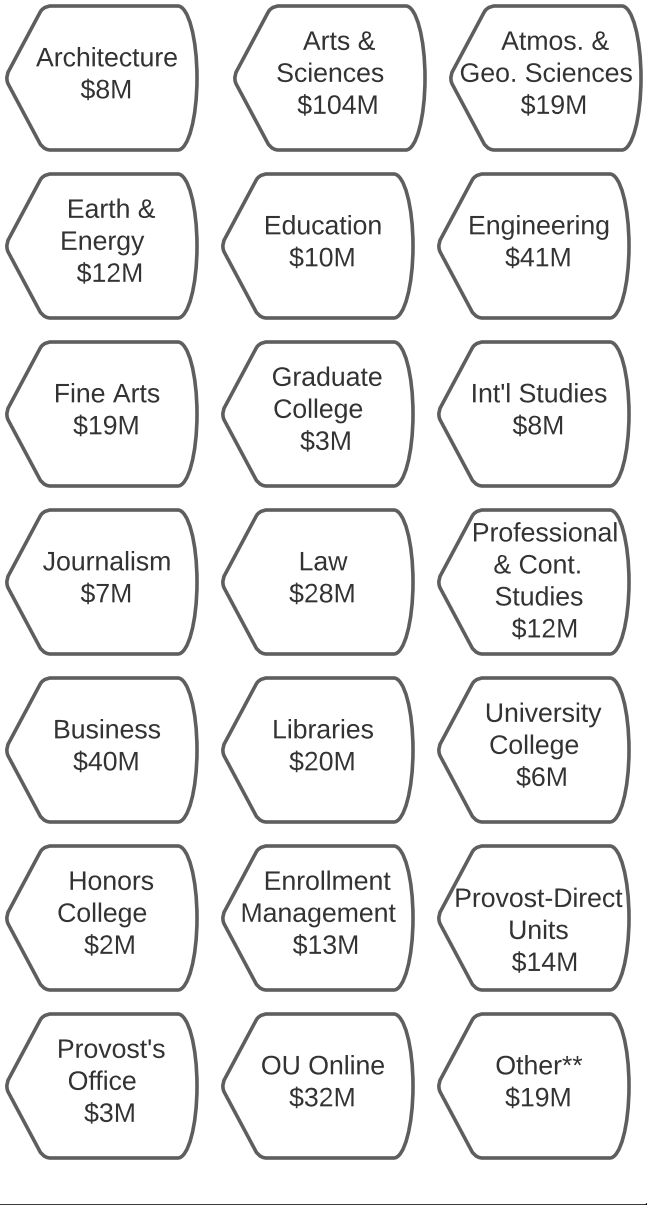 Architecture
$8M
Arts &
Sciences
$104M
Atmos. &
Geo. Sciences
$19M
Earth &
Energy
$12M
Education
$10M
Engineering
$41M
Fine Arts
$19M
Graduate
College
$3M
Int'l Studies
$8M
Journalism
$7M
Law
$28M
Professional
& Cont.
Studies
$12M
Business
$40M
Libraries
$20M
University
College
$6M
Honors
College
$2M
Enrollment
Management
$13M
Provost-Direct
Units
$14M
Provost's
Office
$3M
OU Online
$32M
Other**
$19M